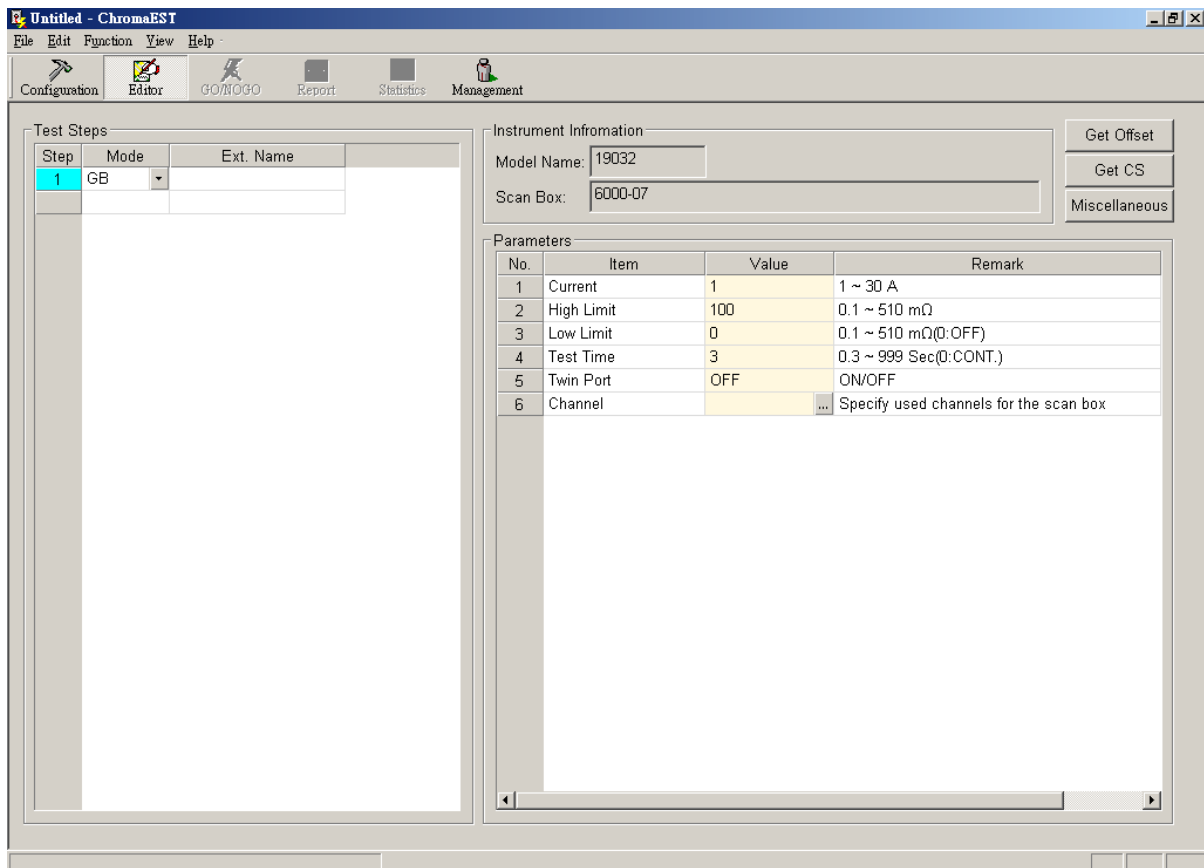 Untitled - ChromaEST
File Edit Function View Help
Configuration Editor GO/NOGO Report Statistics Management
Test Steps
Step Mode Ext. Name
1 GB
Instrument Infromation
Model Name: 19032
Scan Box: 6000-07
Get Offset
Get CS
Miscellaneous
Parameters
No. Item Value Remark
1 Current 1 1 ~ 30 A
2 High Limit 100 0.1 ~ 510 mΩ
3 Low Limit 0 0.1 ~ 510 mΩ(0:OFF)
4 Test Time 3 0.3 ~ 999 Sec(0:CONT.)
5 Twin Port OFF ON/OFF
6 Channel ... Specify used channels for the scan box